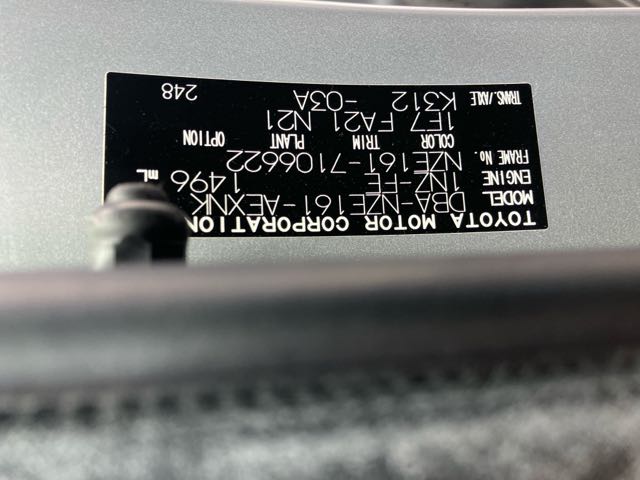 TOYOTA MOTOR CORPORATION
MODEL DBA-NZE161-AEXNK
ENGINE 1NZ-FE 1496 mL
FRAME No. NZE161-7106622
COLOR TRIM PLANT OPTION
1E7 FA21 N21
TRANS./AXLE K312 -03A 248